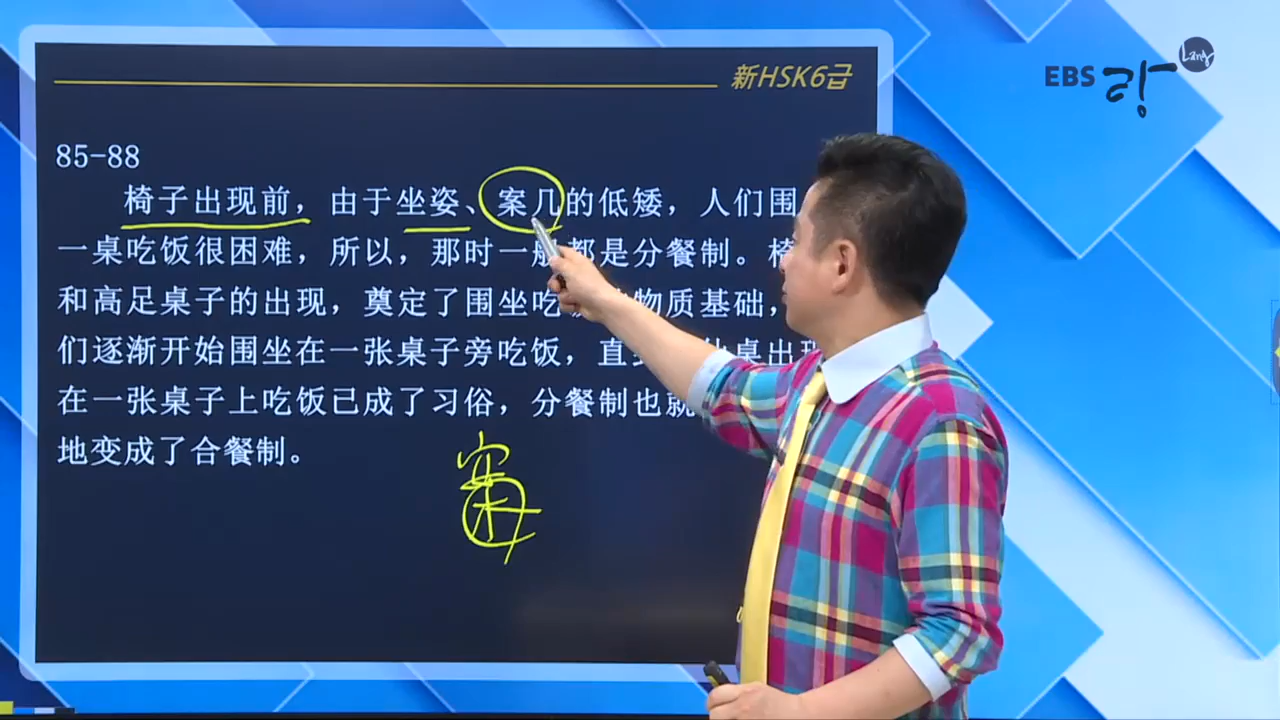 新HSK6급
EBS 랑 Lang
85-88
椅子出现前，由于坐姿、案几的低矮，人们围
一桌吃饭很困难，所以，那时一般都是分餐制。椅
和高足桌子的出现，奠定了围坐吃 物质基础，
们逐渐开始围坐在一张桌子旁吃饭，直 桌出现
在一张桌子上吃饭已成了习俗，分餐制也就
地变成了合餐制。
案